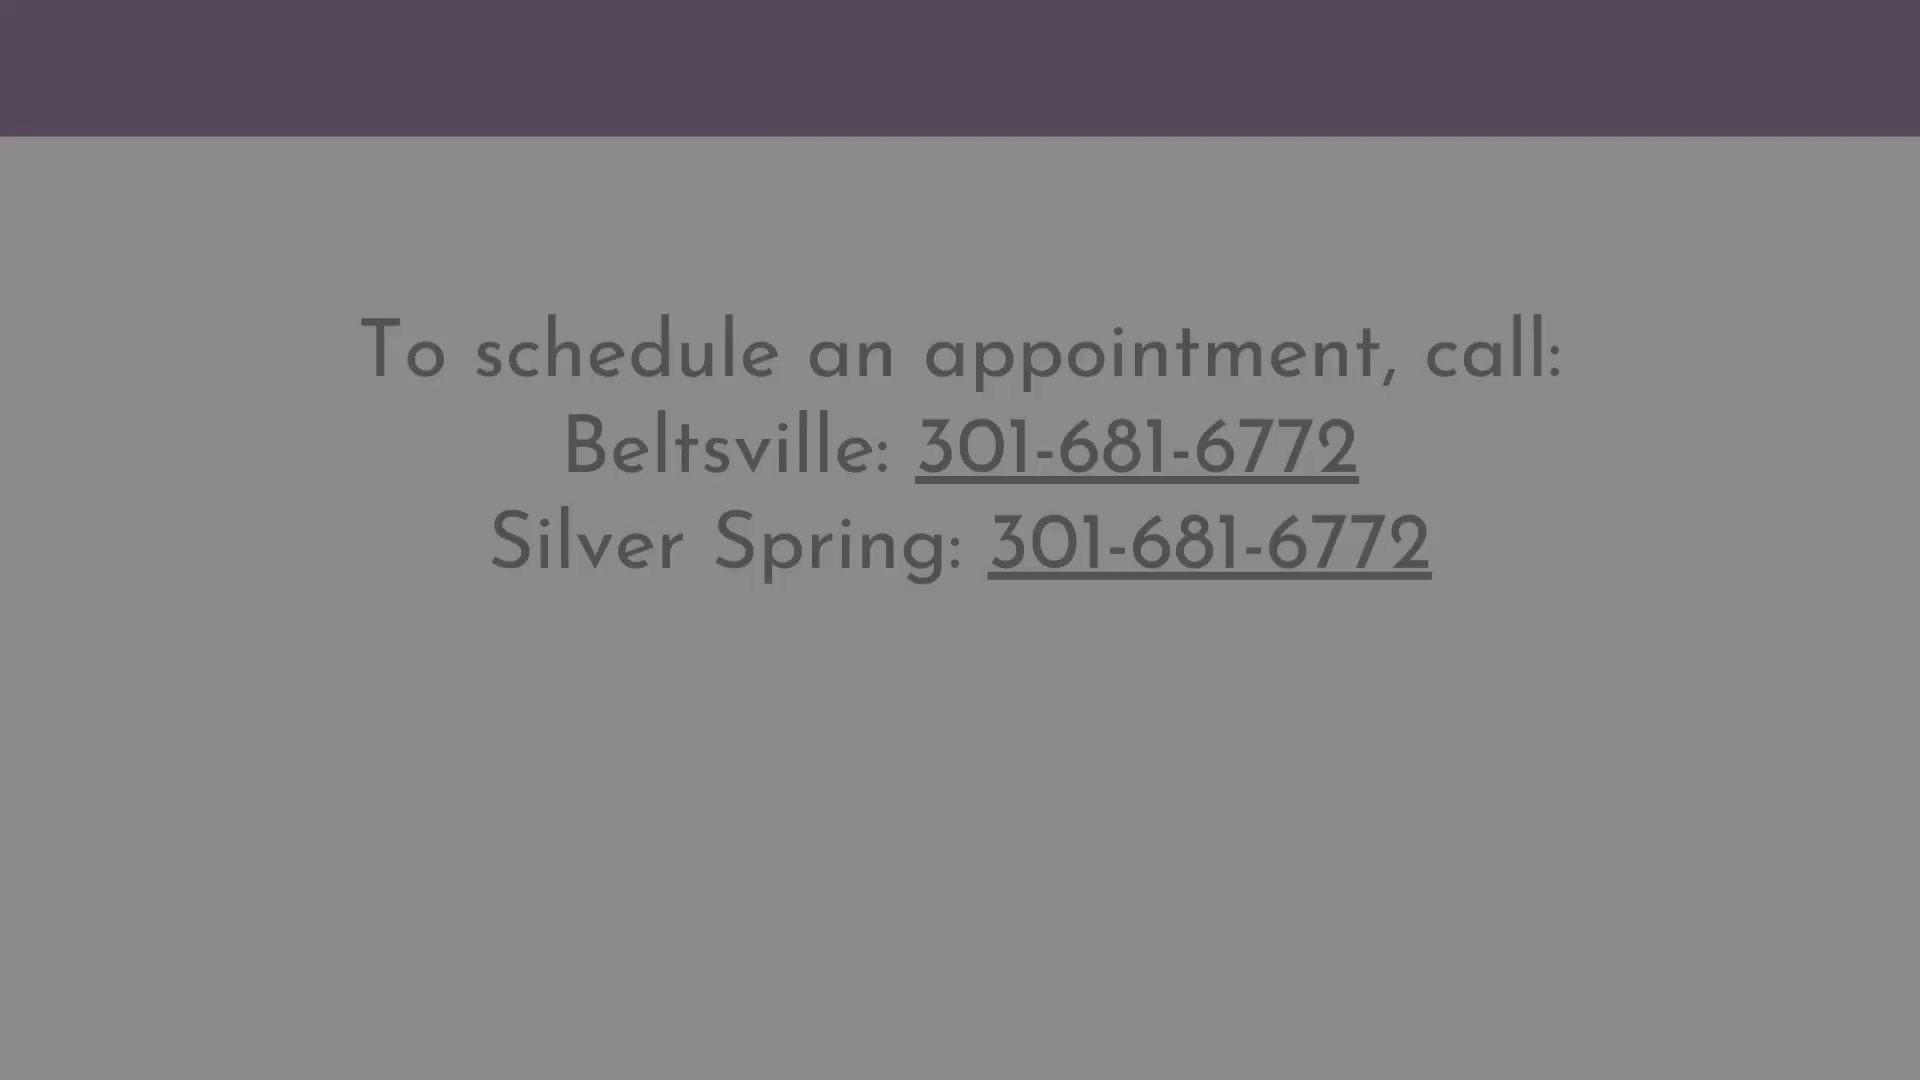 To schedule an appointment, call:
Beltsville: 301-681-6772
Silver Spring: 301-681-6772